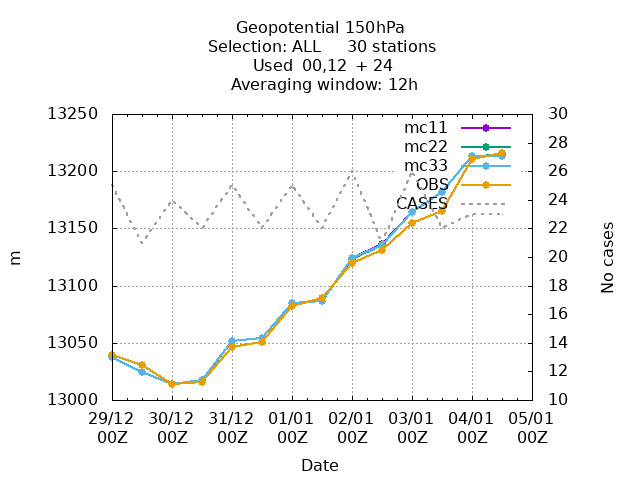 Geopotential 150hPa
Selection: ALL 30 stations
Used 00,12 + 24
Averaging window: 12h
13250
13200
13150
13100
13050
13000
m
30
28
26
24
22
20
18
16
14
12
10
No cases
mc11
mc22
mc33
OBS
CASES
29/12 30/12 31/12 01/01 02/01 03/01 04/01 05/01
00Z 00Z 00Z 00Z 00Z 00Z 00Z 00Z
Date